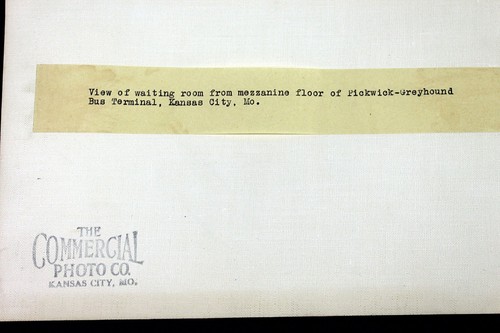 View of waiting room from mezzanine floor of Pickwick-Greyhound
Bus Terminal, Kansas City, Mo.
THE
COMMERCIAL
PHOTO CO.
KANSAS CITY, MO.